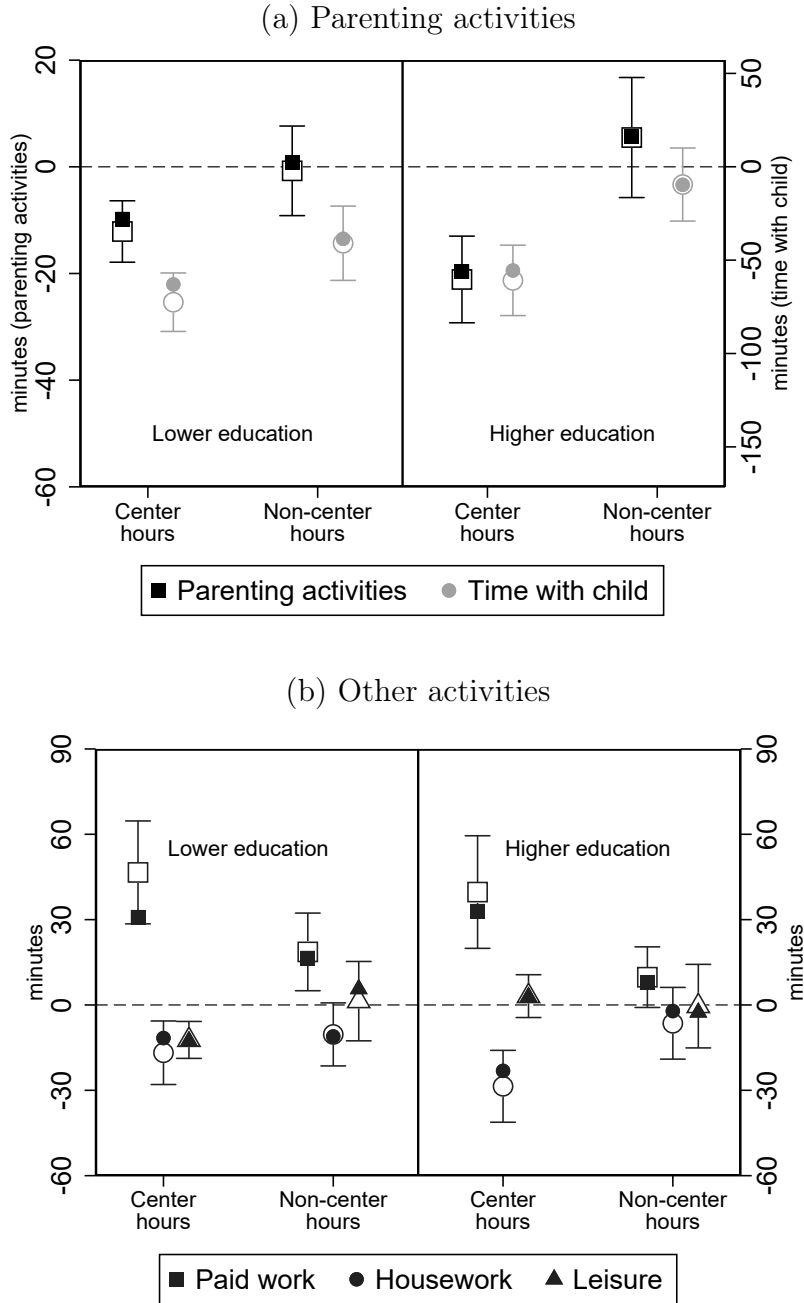 (a) Parenting activities
20
0
-20
-40
-60
minutes (parenting activities)
50
0
-50
-100
-150
minutes (time with child)
Lower education
Higher education
Center
hours
Non-center
hours
Center
hours
Non-center
hours
Parenting activities
Time with child
(b) Other activities
90
60
30
0
-30
-60
minutes
90
60
30
0
-30
-60
minutes
Lower education
Higher education
Center
hours
Non-center
hours
Center
hours
Non-center
hours
Paid work
Housework
Leisure